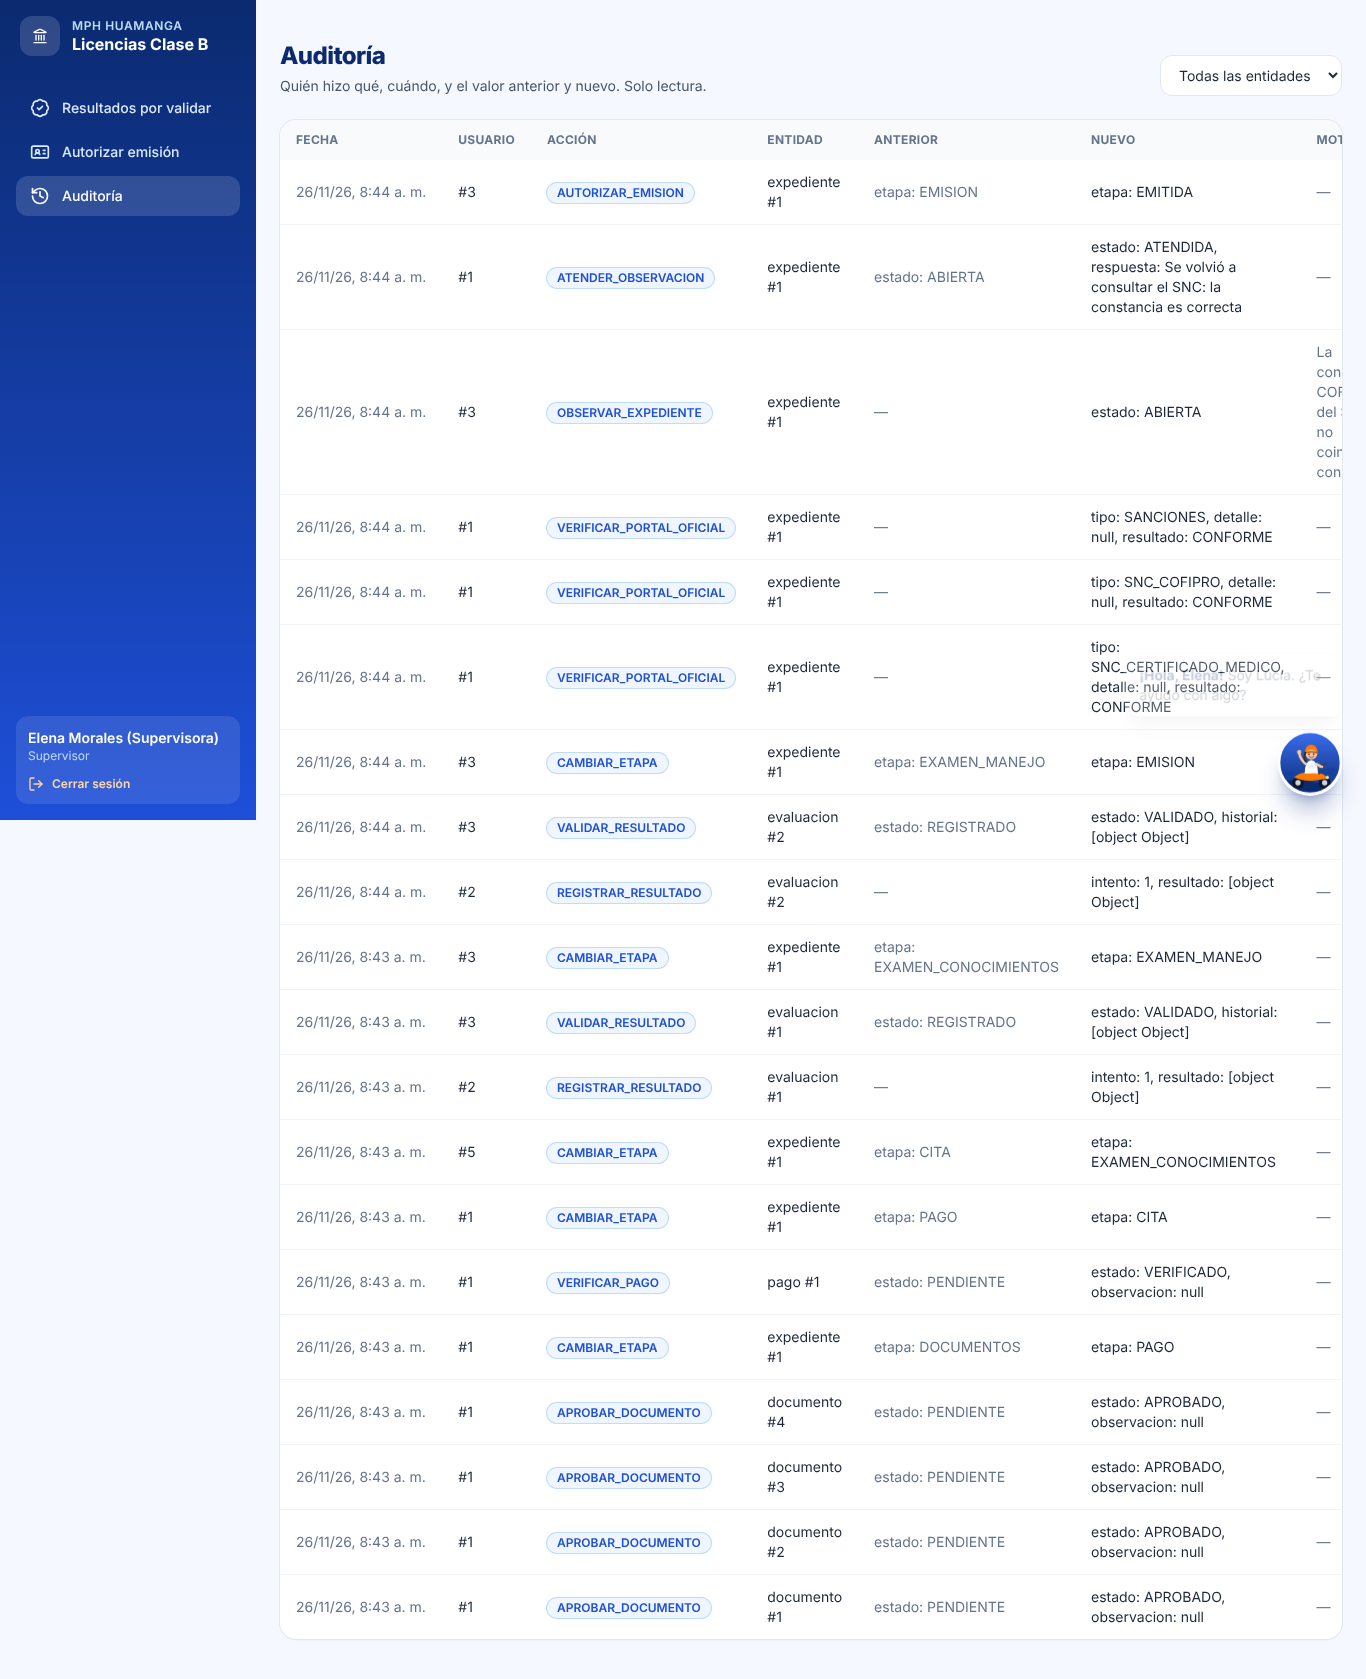 MPH HUAMANGA
Licencias Clase B
Resultados por validar
Autorizar emisión
Auditoría
Elena Morales (Supervisora)
Supervisor
Cerrar sesión
Auditoría
Quién hizo qué, cuándo, y el valor anterior y nuevo. Solo lectura.
Todas las entidades
FECHA USUARIO ACCIÓN ENTIDAD ANTERIOR NUEVO
26/11/26, 8:44 a. m. #3 AUTORIZAR_EMISION expediente #1 etapa: EMISION etapa: EMITIDA —
26/11/26, 8:44 a. m. #1 ATENDER_OBSERVACION expediente #1 estado: ABIERTA estado: ATENDIDA,
respuesta: Se volvió a
consultar el SNC: la
constancia es correcta —
26/11/26, 8:44 a. m. #3 OBSERVAR_EXPEDIENTE expediente #1 — estado: ABIERTA La
del
no
26/11/26, 8:44 a. m. #1 VERIFICAR_PORTAL_OFICIAL expediente #1 — tipo: SANCIONES, detalle:
null, resultado: CONFORME —
26/11/26, 8:44 a. m. #1 VERIFICAR_PORTAL_OFICIAL expediente #1 — tipo: SNC_COFIPRO, detalle:
null, resultado: CONFORME —
26/11/26, 8:44 a. m. #1 VERIFICAR_PORTAL_OFICIAL expediente #1 — tipo:
SNC_CERTIFICADO_MEDICO,
detalle: null, resultado:
CONFORME —
¡Hola, Elena! Soy Lucía. ¿Te
ayudo con algo?
26/11/26, 8:44 a. m. #3 CAMBIAR_ETAPA expediente #1 etapa: EXAMEN_MANEJO etapa: EMISION
26/11/26, 8:44 a. m. #3 VALIDAR_RESULTADO evaluacion #2 estado: REGISTRADO estado: VALIDADO, historial:
[object Object] —
26/11/26, 8:44 a. m. #2 REGISTRAR_RESULTADO evaluacion #2 — intento: 1, resultado: [object
Object] —
26/11/26, 8:43 a. m. #3 CAMBIAR_ETAPA expediente #1 etapa:
EXAMEN_CONOCIMIENTOS etapa: EXAMEN_MANEJO —
26/11/26, 8:43 a. m. #3 VALIDAR_RESULTADO evaluacion #1 estado: REGISTRADO estado: VALIDADO, historial:
[object Object] —
26/11/26, 8:43 a. m. #2 REGISTRAR_RESULTADO evaluacion #1 — intento: 1, resultado: [object
Object] —
26/11/26, 8:43 a. m. #5 CAMBIAR_ETAPA expediente #1 etapa: CITA etapa:
EXAMEN_CONOCIMIENTOS —
26/11/26, 8:43 a. m. #1 CAMBIAR_ETAPA expediente #1 etapa: PAGO etapa: CITA —
26/11/26, 8:43 a. m. #1 VERIFICAR_PAGO pago #1 estado: PENDIENTE estado: VERIFICADO,
observacion: null —
26/11/26, 8:43 a. m. #1 CAMBIAR_ETAPA expediente #1 etapa: DOCUMENTOS etapa: PAGO —
26/11/26, 8:43 a. m. #1 APROBAR_DOCUMENTO documento #4 estado: PENDIENTE estado: APROBADO,
observacion: null —
26/11/26, 8:43 a. m. #1 APROBAR_DOCUMENTO documento #3 estado: PENDIENTE estado: APROBADO,
observacion: null —
26/11/26, 8:43 a. m. #1 APROBAR_DOCUMENTO documento #2 estado: PENDIENTE estado: APROBADO,
observacion: null —
26/11/26, 8:43 a. m. #1 APROBAR_DOCUMENTO documento #1 estado: PENDIENTE estado: APROBADO,
observacion: null —